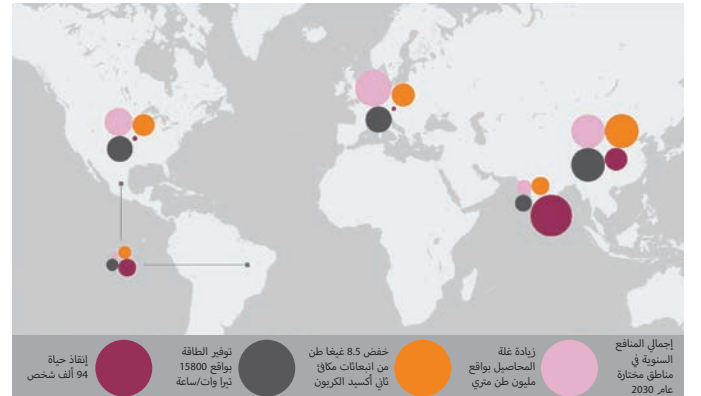 إجمالي المنافع
السنوية في
مناطق مختارة
عام 2030
زيادة غلة
المحاصيل بواقع
مليون طن متري
خفض 8.5 غيغا طن
من انبعاثات مكافئ
ثاني أكسيد الكربون
توفير الطاقة
بواقع 15800
تيرا وات/ساعة
إنقاذ حياة
94 ألف شخص